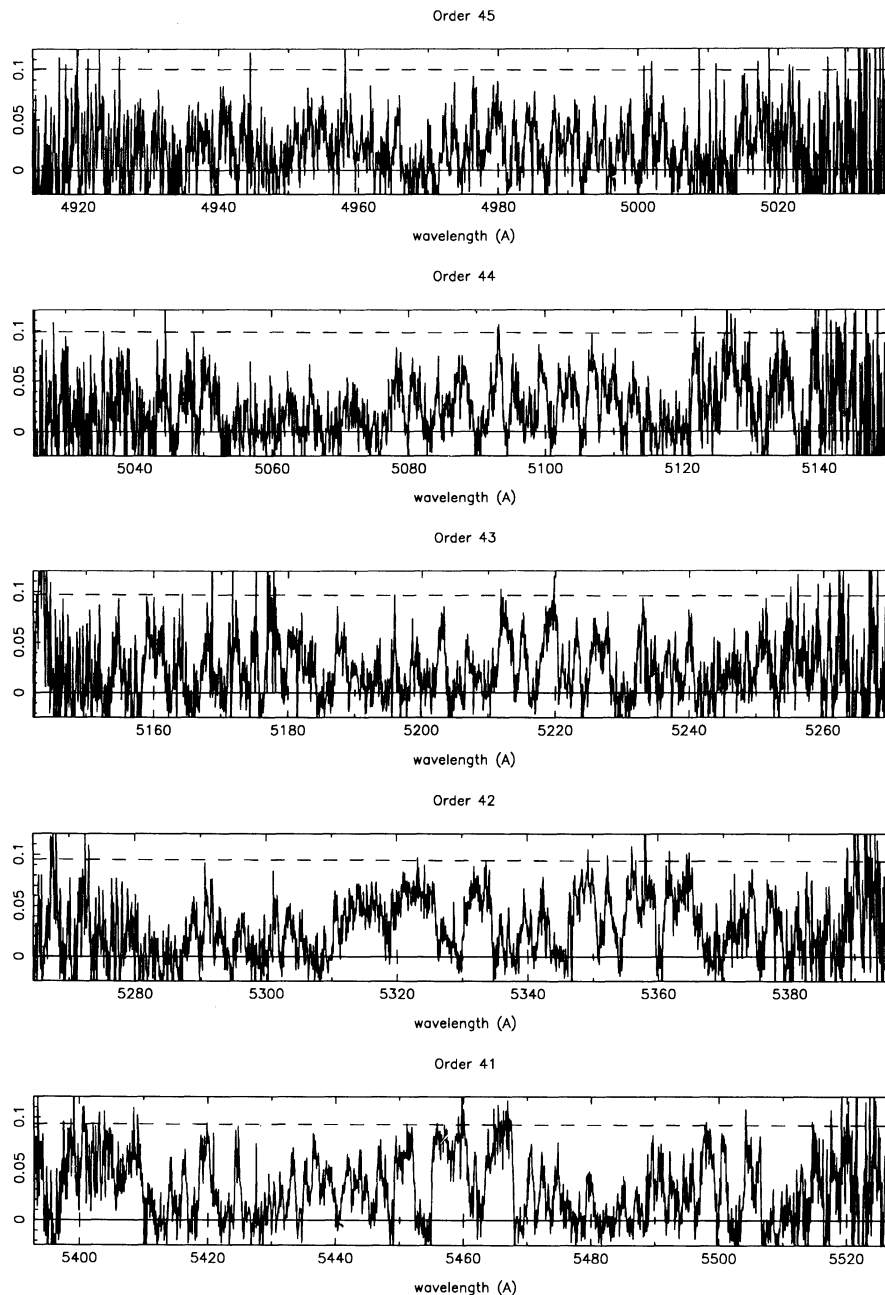 Order 45
0.1
0.05
0
4920 4940 4960 4980 5000 5020
wavelength (A)
Order 44
0.1
0.05
0
5040 5060 5080 5100 5120 5140
wavelength (A)
Order 43
0.1
0.05
0
5160 5180 5200 5220 5240 5260
wavelength (A)
Order 42
0.1
0.05
0
5280 5300 5320 5340 5360 5380
wavelength (A)
Order 41
0.1
0.05
0
5400 5420 5440 5460 5480 5500 5520
wavelength (A)